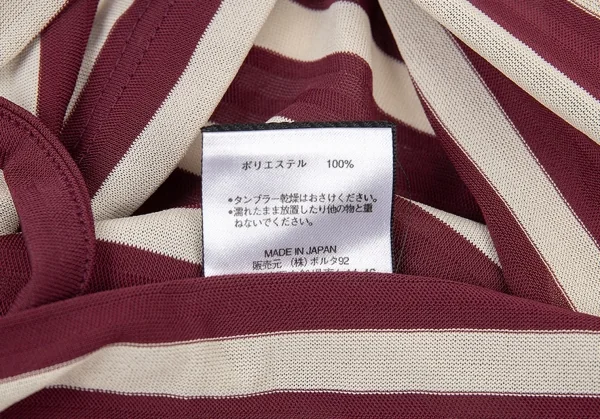 ポリエステル 100%
•タンブラー乾燥はおさけください。
•濡れたまま放置したり他の物と重
ねないでください。
MADE IN JAPAN
販売元 (株)ボルタ92